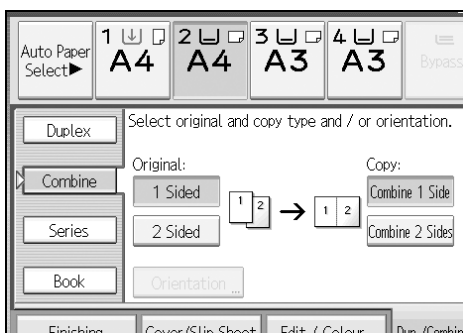 Auto Paper
Select►
1
A4
2
A4
3
A3
4
A3
Bypass
Duplex
Combine
Series
Book
Select original and copy type and / or orientation.
Original:
1 Sided
2 Sided
1 2
1 2
Copy:
Combine 1 Side
Combine 2 Sides
Orientation ...
Finishing
Cover/Slip Sheet
Edit / Colour
Dup./Combine